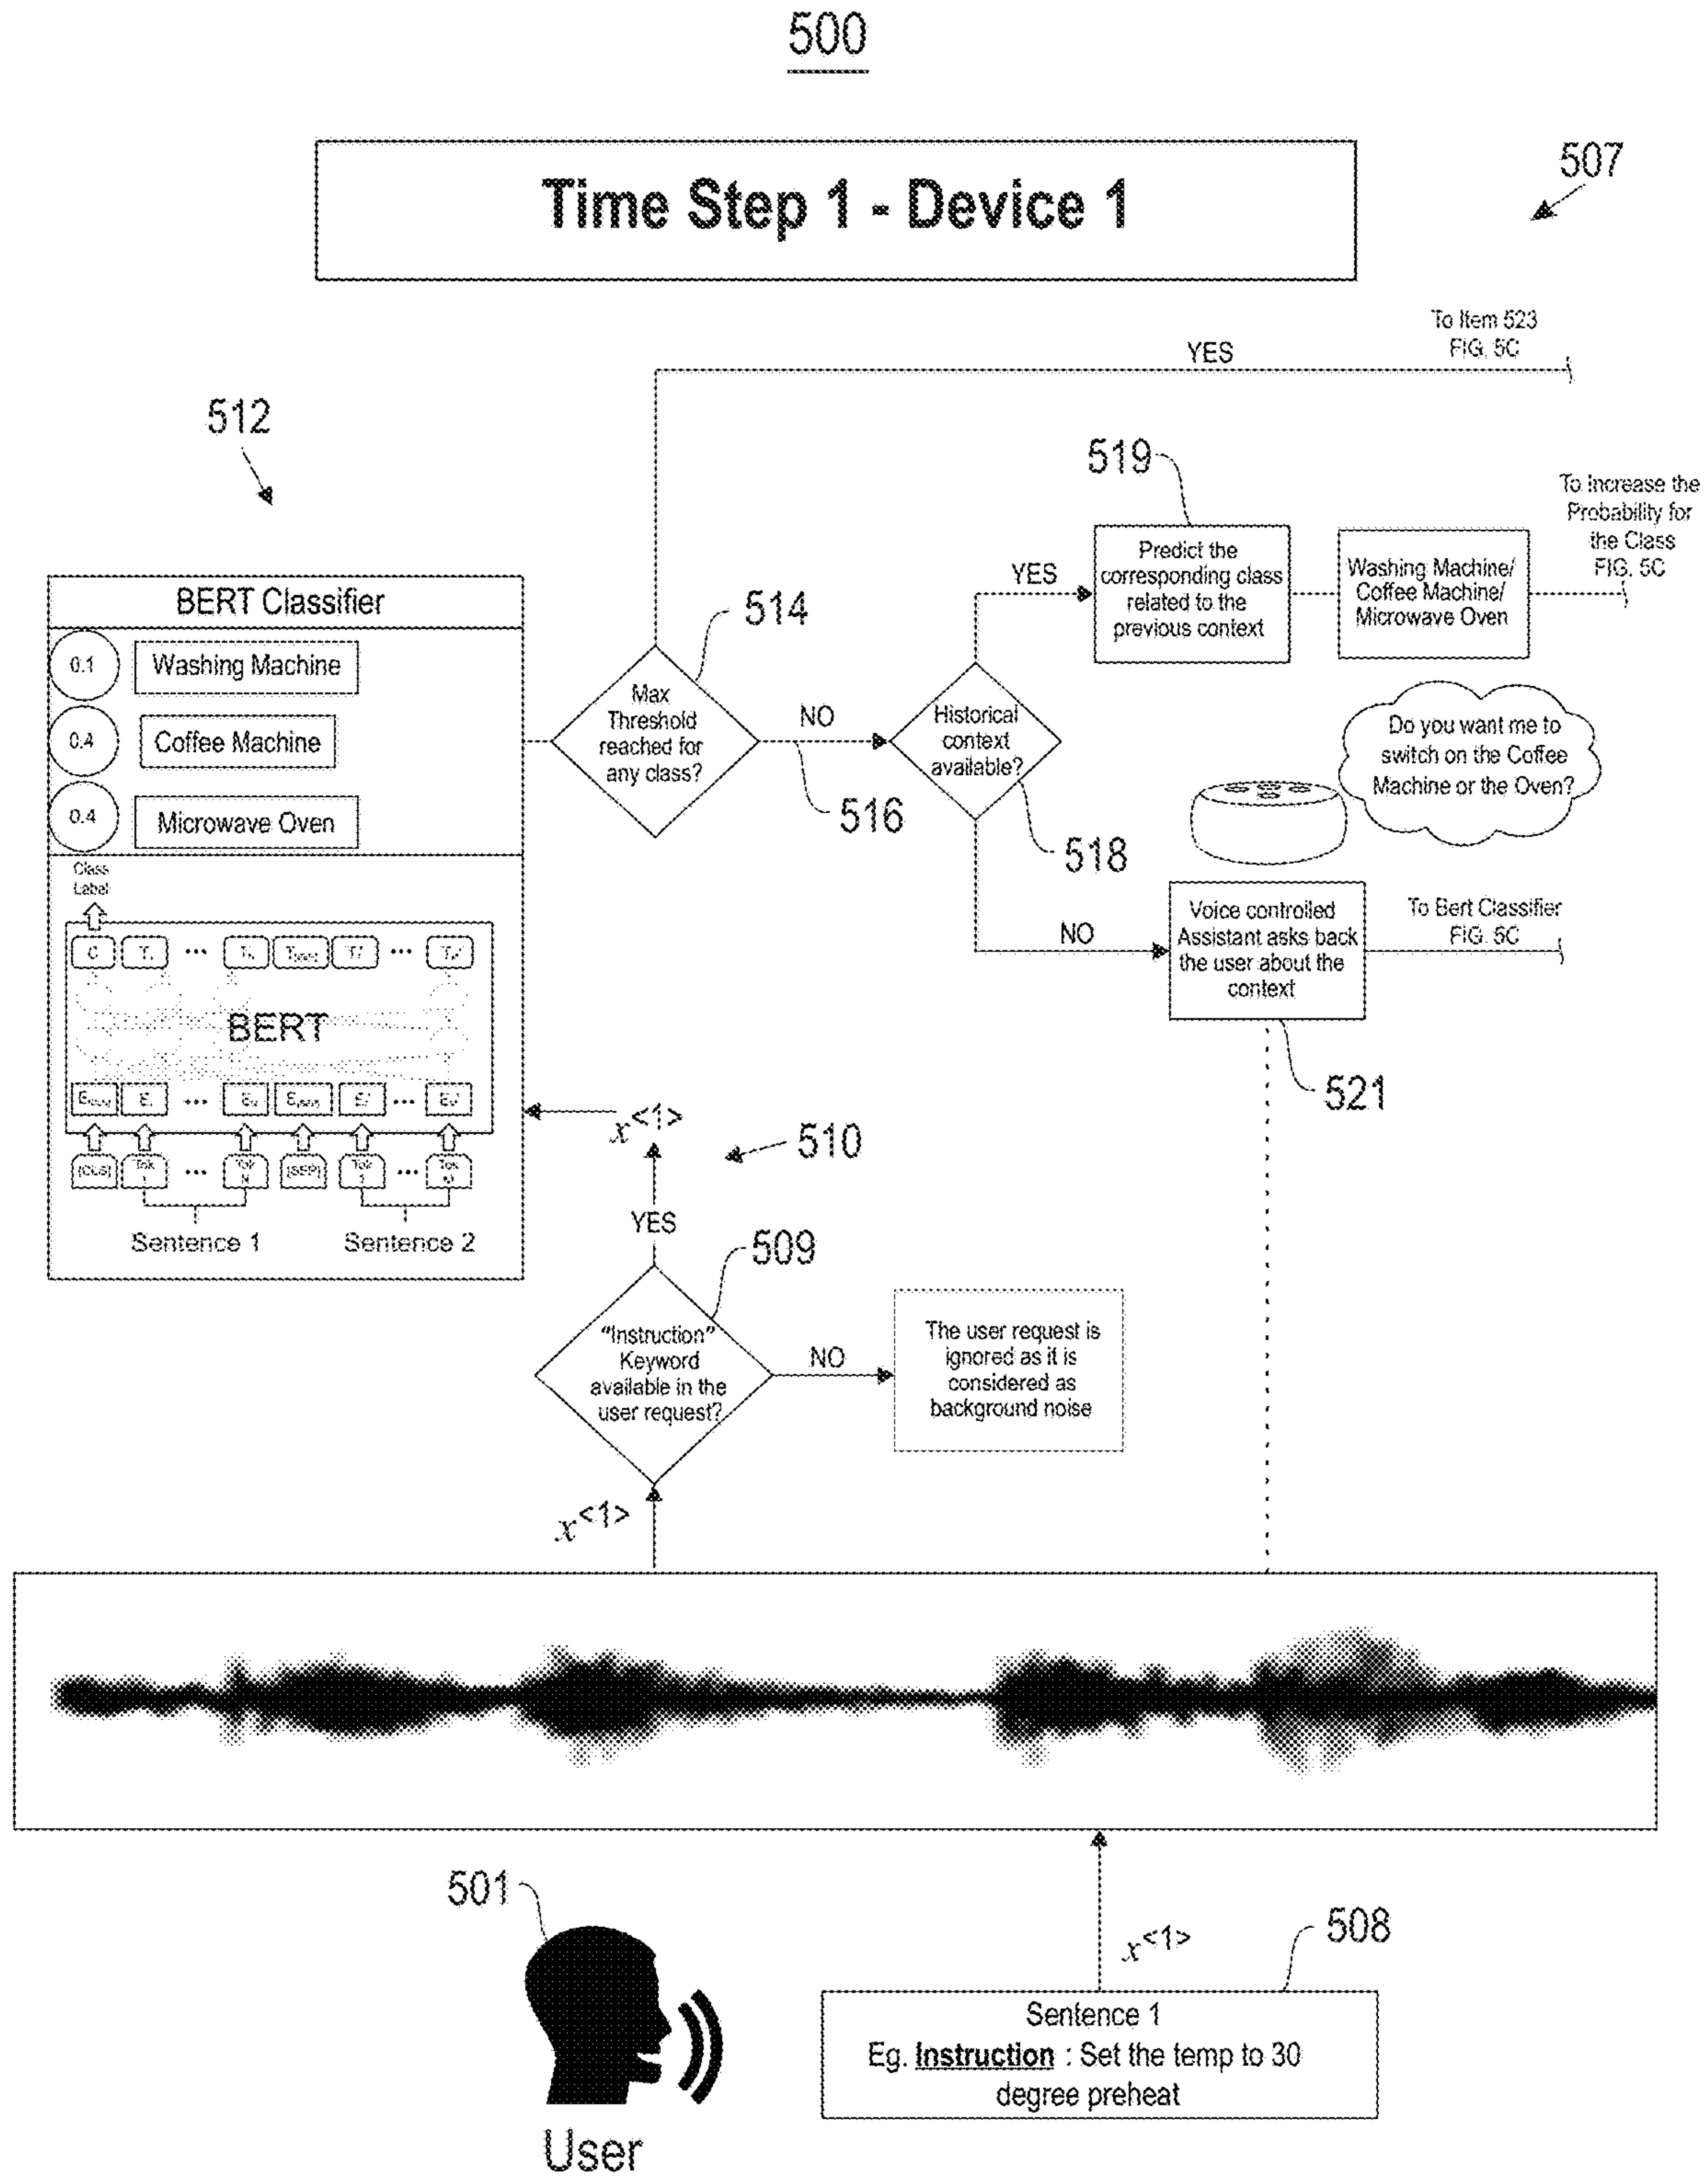 500
Time Step 1 - Device 1
507
To Item 523
FIG. 5C
YES
512
519
To Increase the
Probability for
the Class
FIG. 5C
Predict the
corresponding class
related to the
previous context
YES
Washing Machine/
Coffee Machine/
Microwave Oven
BERT Classifier
514
0.1
Washing Machine
0.4
Coffee Machine
0.4
Microwave Oven
Max
Threshold
reached for
any class?
NO
516
Historical
context
available?
518
Do you want me to
switch on the Coffee
Machine or the Oven?
Class
Label
NO
Voice controlled
Assistant asks back
the user about the
context
To Bert Classifier
FIG. 5C
521
C
...
...
BERT
...
...
[CLS]
...
[SEP]
...
Sentence 1
Sentence 2
x<1>
510
YES
509
"Instruction"
Keyword
available in the
user request?
NO
The user request is
ignored as it is
considered as
background noise
x<1>
501
User
x<1>
508
Sentence 1
Eg. Instruction : Set the temp to 30
degree preheat